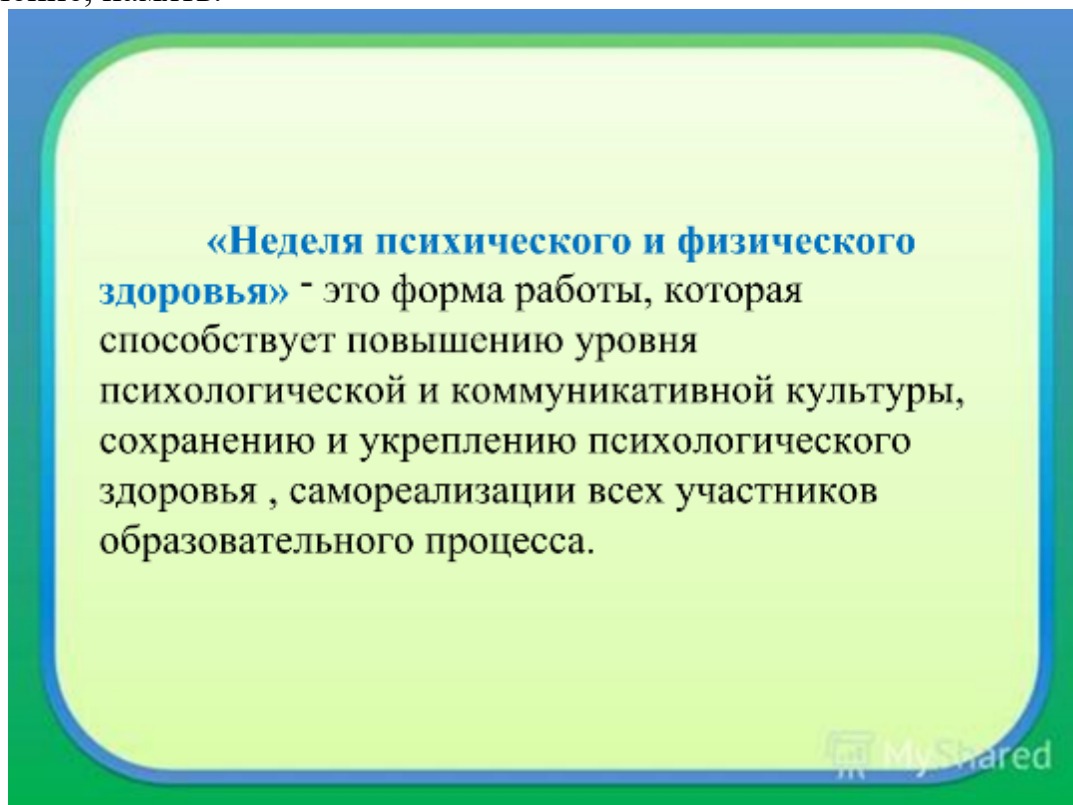 «Неделя психического и физического
здоровья» - это форма работы, которая
способствует повышению уровня
психологической и коммуникативной культуры,
сохранению и укреплению психологического
здоровья , самореализации всех участников
образовательного процесса.
MyShared